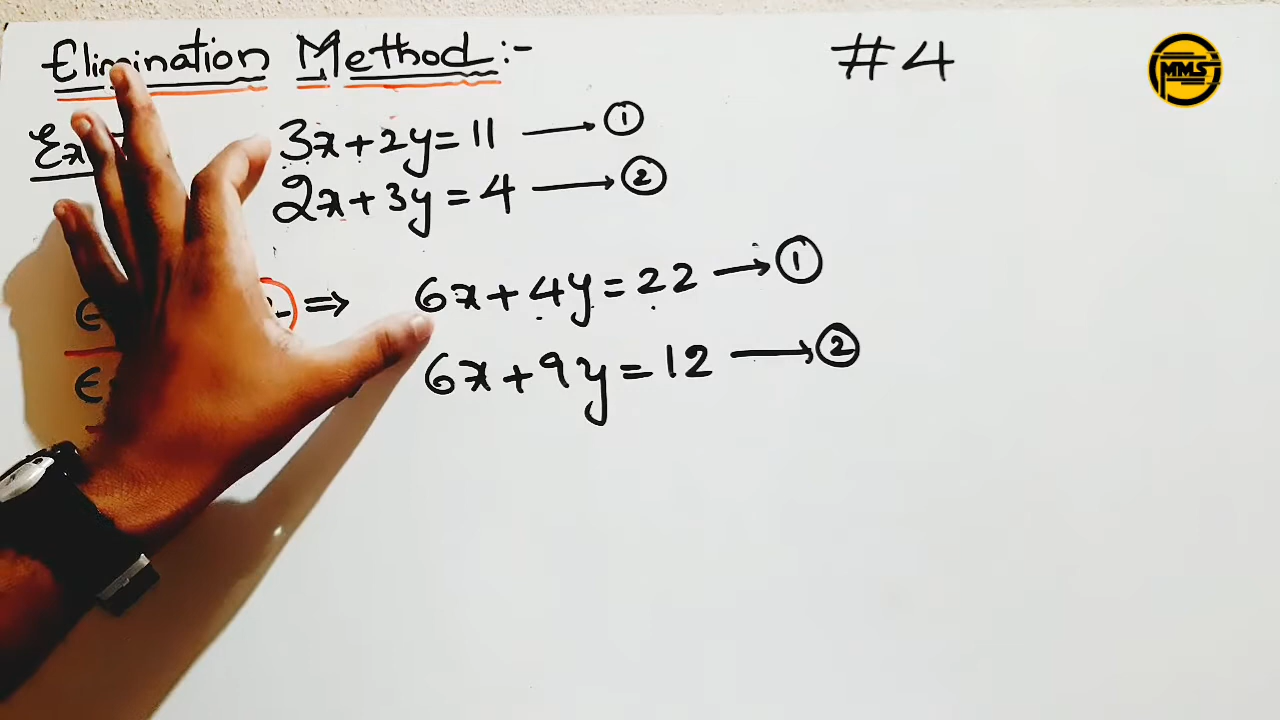 Elimination Method :-
#4
MMS
3x+2y=11 → ①
2x+3y=4 → ②
⇒ 6x+4y=22 → ①
6x+9y=12 → ②